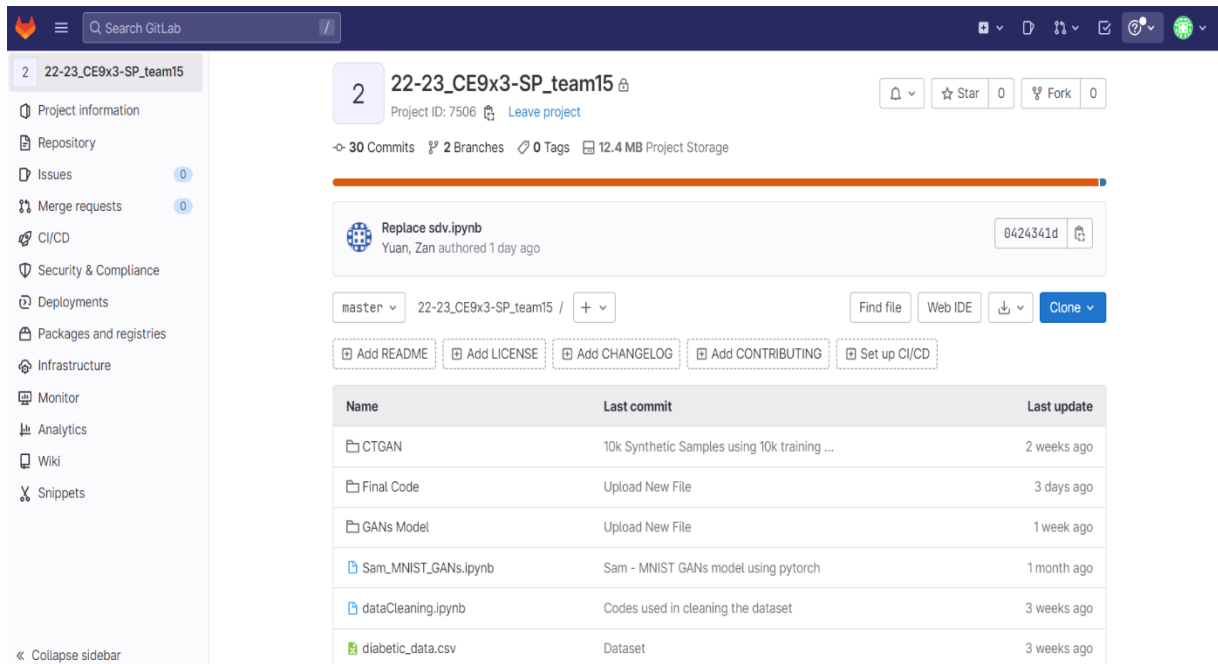 Search GitLab /
2 22-23_CE9x3-SP_team15
Project information
Repository
Issues 0
Merge requests 0
CI/CD
Security & Compliance
Deployments
Packages and registries
Infrastructure
Monitor
Analytics
Wiki
Snippets
« Collapse sidebar
2 22-23_CE9x3-SP_team15
Project ID: 7506 Leave project
Star 0 Fork 0
30 Commits 2 Branches 0 Tags 12.4 MB Project Storage
Replace sdv.ipynb
Yuan, Zan authored 1 day ago
0424341d
master 22-23_CE9x3-SP_team15 / + Find file Web IDE Clone
Add README Add LICENSE Add CHANGELOG Add CONTRIBUTING Set up CI/CD
Name Last commit Last update
CTGAN 10k Synthetic Samples using 10k training ... 2 weeks ago
Final Code Upload New File 3 days ago
GANs Model Upload New File 1 week ago
Sam_MNIST_GANs.ipynb Sam - MNIST GANs model using pytorch 1 month ago
dataCleaning.ipynb Codes used in cleaning the dataset 3 weeks ago
diabetic_data.csv Dataset 3 weeks ago